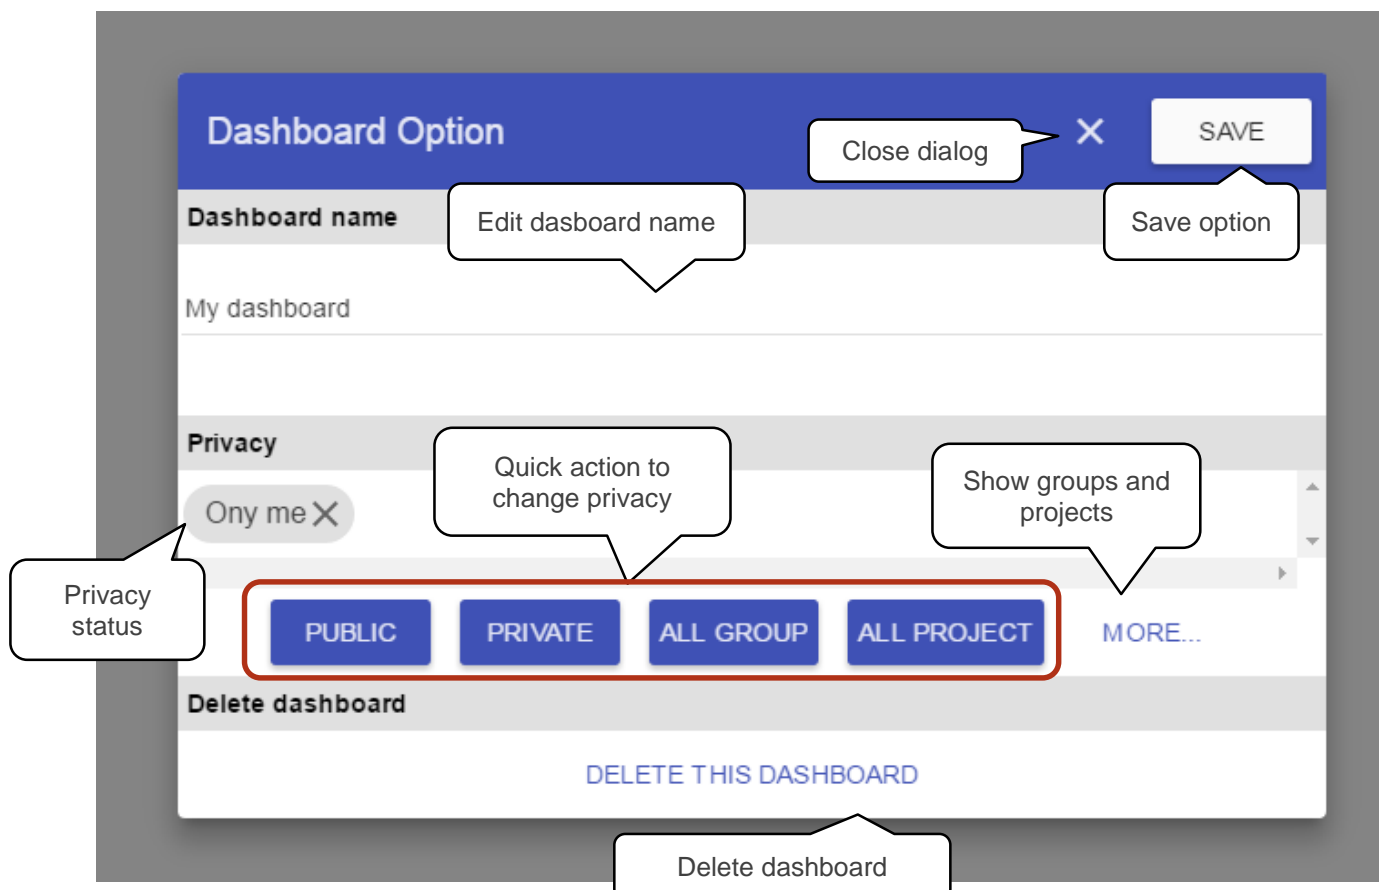 Dashboard Option
Close dialog
SAVE
Dashboard name
Edit dasboard name
Save option
My dashboard
Privacy
Quick action to
change privacy
Show groups and
projects
Ony me
Privacy
status
PUBLIC
PRIVATE
ALL GROUP
ALL PROJECT
MORE...
Delete dashboard
DELETE THIS DASHBOARD
Delete dashboard